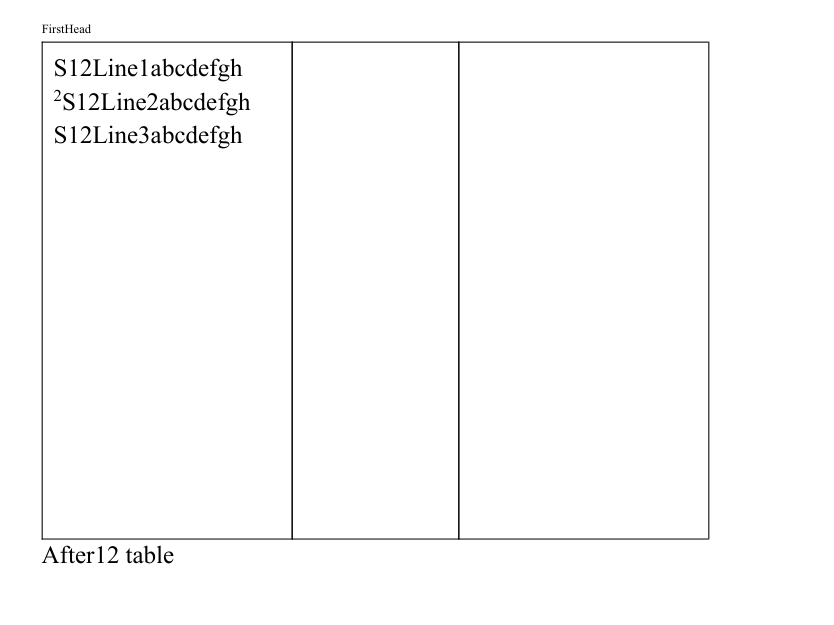 FirstHead
S12Line1abcdefgh
²S12Line2abcdefgh
S12Line3abcdefgh
After12 table